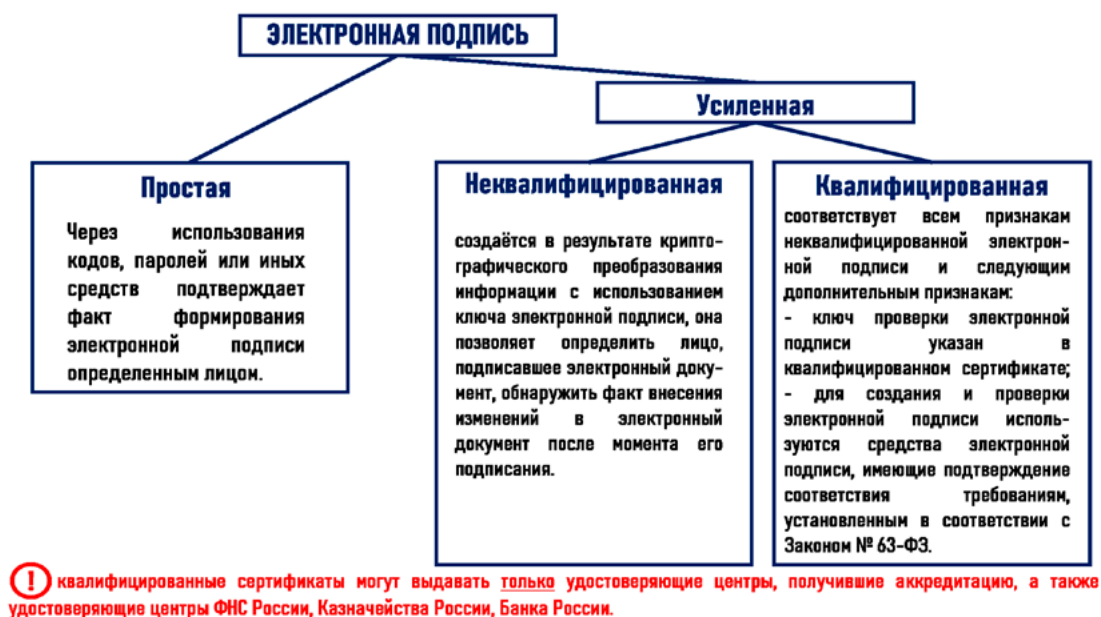 ЭЛЕКТРОННАЯ ПОДПИСЬ
Усиленная
Простая
Через использования
кодов, паролей или иных
средств подтверждает
факт формирования
электронной подписи
определенным лицом.
Неквалифицированная
создаётся в результате крипто-
графического преобразования
информации с использованием
ключа электронной подписи, она
позволяет определить лицо,
подписавшее электронный доку-
мент, обнаружить факт внесения
изменений в электронный
документ после момента его
подписания.
Квалифицированная
соответствует всем признакам
неквалифицированной электрон-
ной подписи и следующим
дополнительным признакам:
- ключ проверки электронной
подписи указан в
квалифицированном сертификате;
- для создания и проверки
электронной подписи исполь-
зуются средства электронной
подписи, имеющие подтверждение
соответствия требованиям,
установленным в соответствии с
Законом № 63-ФЗ.
! квалифицированные сертификаты могут выдавать только удостоверяющие центры, получившие аккредитацию, а также
удостоверяющие центры ФНС России, Казначейства России, Банка России.